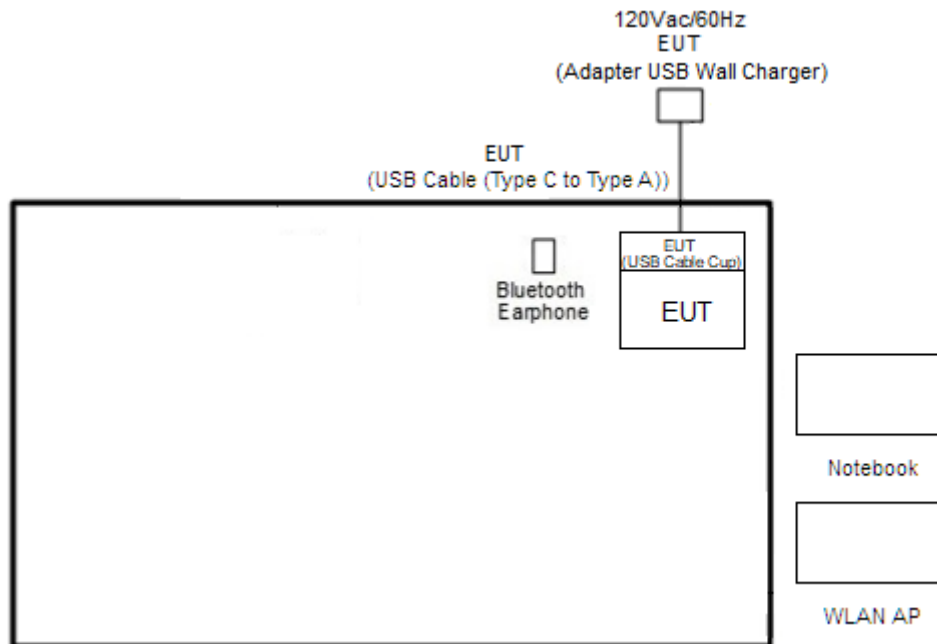 120Vac/60Hz
EUT
(Adapter USB Wall Charger)
EUT
(USB Cable (Type C to Type A))
EUT
(USB Cable Cup)
EUT
Bluetooth
Earphone
Notebook
WLAN AP